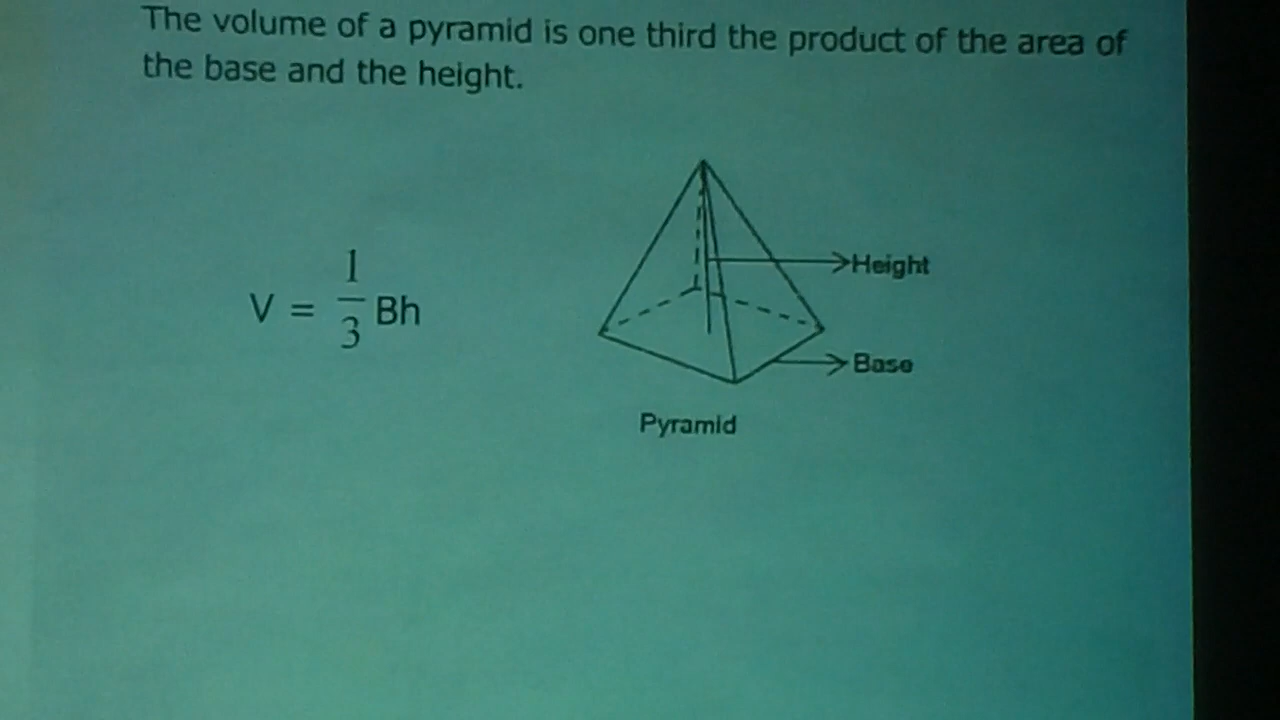 The volume of a pyramid is one third the product of the area of
the base and the height.
V = 1/3 Bh
Height
Base
Pyramid